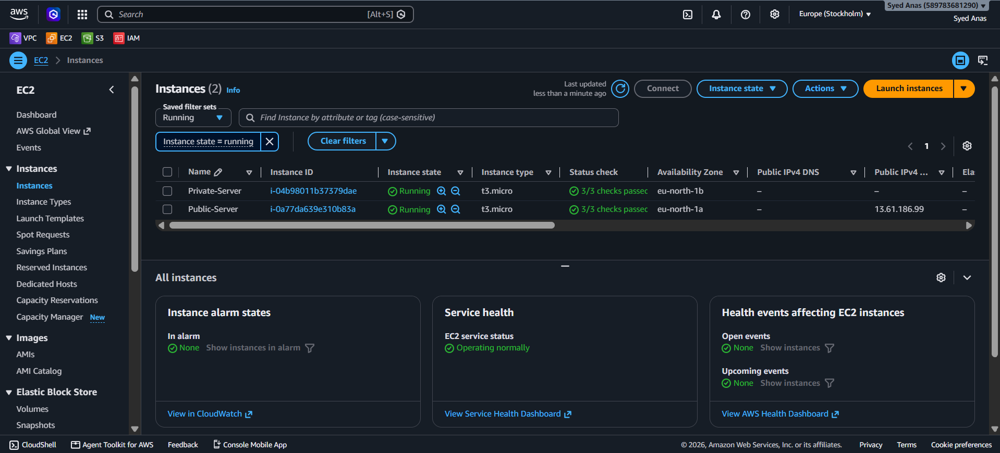 aws
Search [Alt+S]
Europe (Stockholm)
Syed Anas (589783681290)
Syed Anas
VPC EC2 S3 IAM
EC2 Instances
EC2
Dashboard
AWS Global View
Events
Instances
Instances
Instance Types
Launch Templates
Spot Requests
Savings Plans
Reserved Instances
Dedicated Hosts
Capacity Reservations
Capacity Manager New
Images
AMIs
AMI Catalog
Elastic Block Store
Volumes
Snapshots
Instances (2) Info
Last updated
less than a minute ago
Connect Instance state Actions Launch instances
Saved filter sets
Running
Find Instance by attribute or tag (case-sensitive)
Instance state = running
Clear filters
1
Name Instance ID Instance state Instance type Status check Availability Zone Public IPv4 DNS Public IPv4 ... Ela
Private-Server i-04b98011b37379dae Running t3.micro 3/3 checks passec eu-north-1b – – –
Public-Server i-0a77da639e310b83a Running t3.micro 3/3 checks passec eu-north-1a – 13.61.186.99 –
All instances
Instance alarm states
In alarm
None Show instances in alarm
View in CloudWatch
Service health
EC2 service status
Operating normally
View Service Health Dashboard
Health events affecting EC2 instances
Open events
None Show instances
Upcoming events
None Show instances
View AWS Health Dashboard
CloudShell Agent Toolkit for AWS Feedback Console Mobile App
© 2026, Amazon Web Services, Inc. or its affiliates. Privacy Terms Cookie preferences